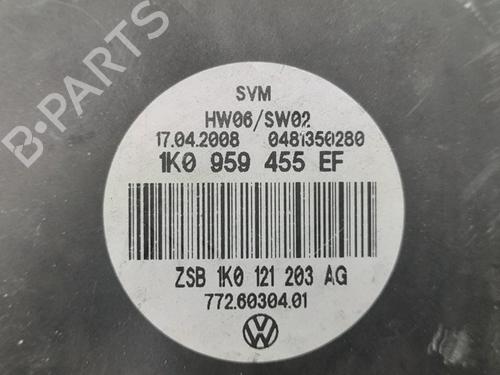 B-PARTS
SVM
HW06/SW02
17.04.2008 0481350280
1K0 959 455 EF
ZSB 1K0 121 203 AG
772.60304.01